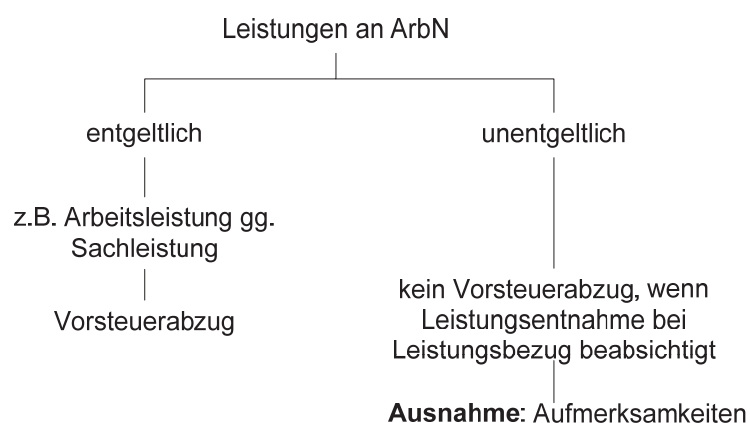 Leistungen an ArbN
entgeltlich
unentgeltlich
z.B. Arbeitsleistung gg.
Sachleistung
Vorsteuerabzug
kein Vorsteuerabzug, wenn
Leistungsentnahme bei
Leistungsbezug beabsichtigt
Ausnahme: Aufmerksamkeiten